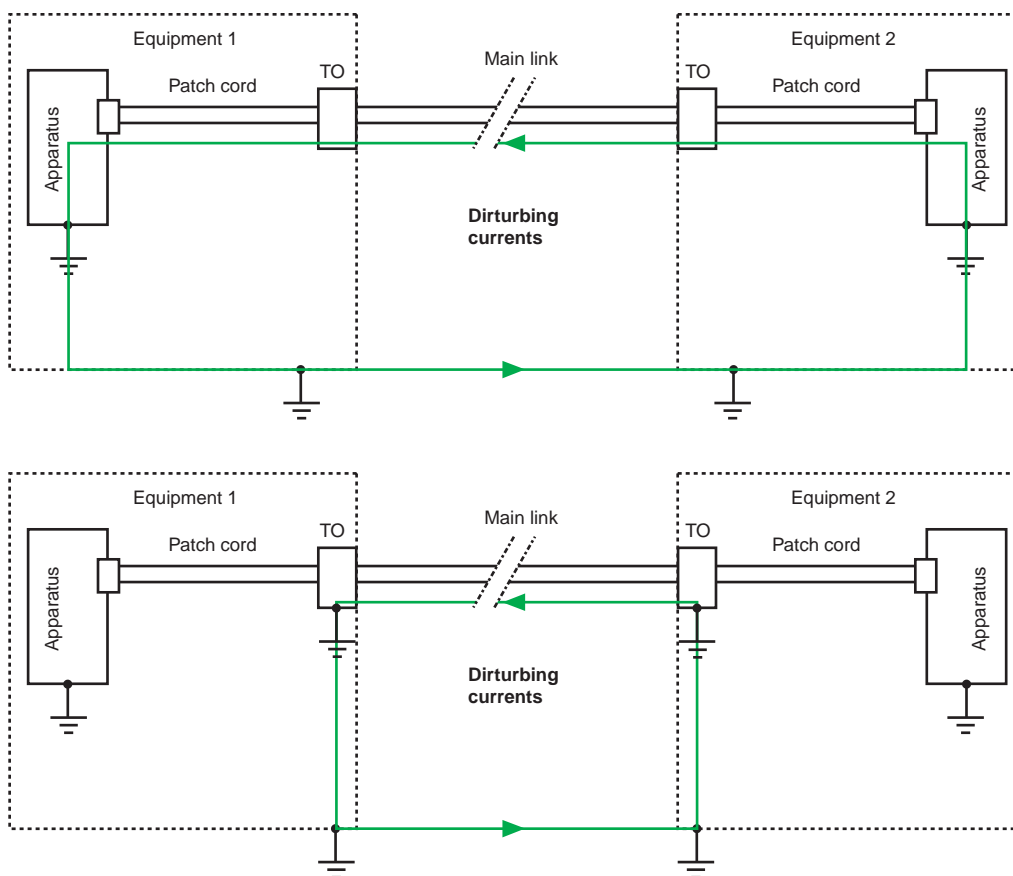 Equipment 1
Equipment 2
Main link
TO
TO
Patch cord
Patch cord
Apparatus
Apparatus
Dirturbing
currents
Equipment 1
Equipment 2
Main link
TO
TO
Patch cord
Patch cord
Apparatus
Apparatus
Dirturbing
currents